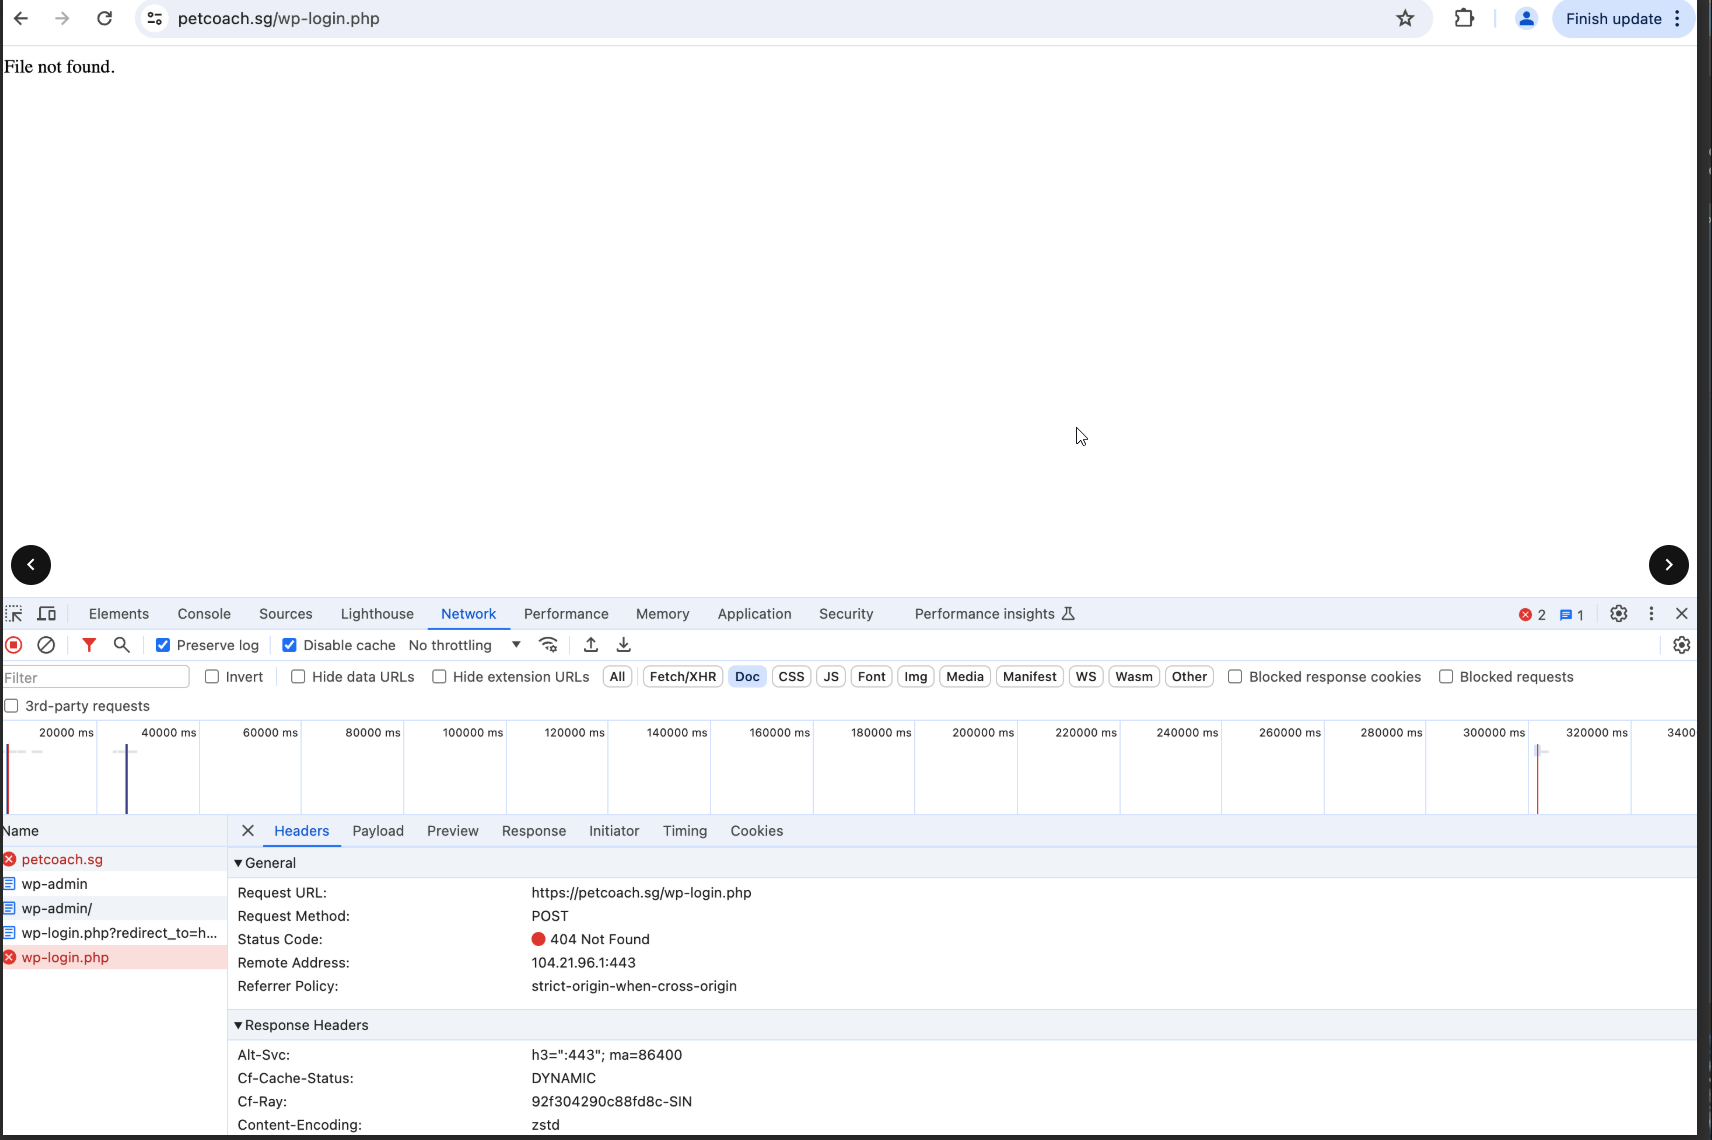 petcoach.sg/wp-login.php
Finish update
File not found.
Elements Console Sources Lighthouse Network Performance Memory Application Security Performance insights 2 1
Preserve log Disable cache No throttling
Filter Invert Hide data URLs Hide extension URLs All Fetch/XHR Doc CSS JS Font Img Media Manifest WS Wasm Other Blocked response cookies Blocked requests
3rd-party requests
20000 ms 40000 ms 60000 ms 80000 ms 100000 ms 120000 ms 140000 ms 160000 ms 180000 ms 200000 ms 220000 ms 240000 ms 260000 ms 280000 ms 300000 ms 320000 ms 3400
Name
petcoach.sg
wp-admin
wp-admin/
wp-login.php?redirect_to=h...
wp-login.php
Headers Payload Preview Response Initiator Timing Cookies
General
Request URL: https://petcoach.sg/wp-login.php
Request Method: POST
Status Code: 404 Not Found
Remote Address: 104.21.96.1:443
Referrer Policy: strict-origin-when-cross-origin
Response Headers
Alt-Svc: h3=":443"; ma=86400
Cf-Cache-Status: DYNAMIC
Cf-Ray: 92f304290c88fd8c-SIN
Content-Encoding: zstd